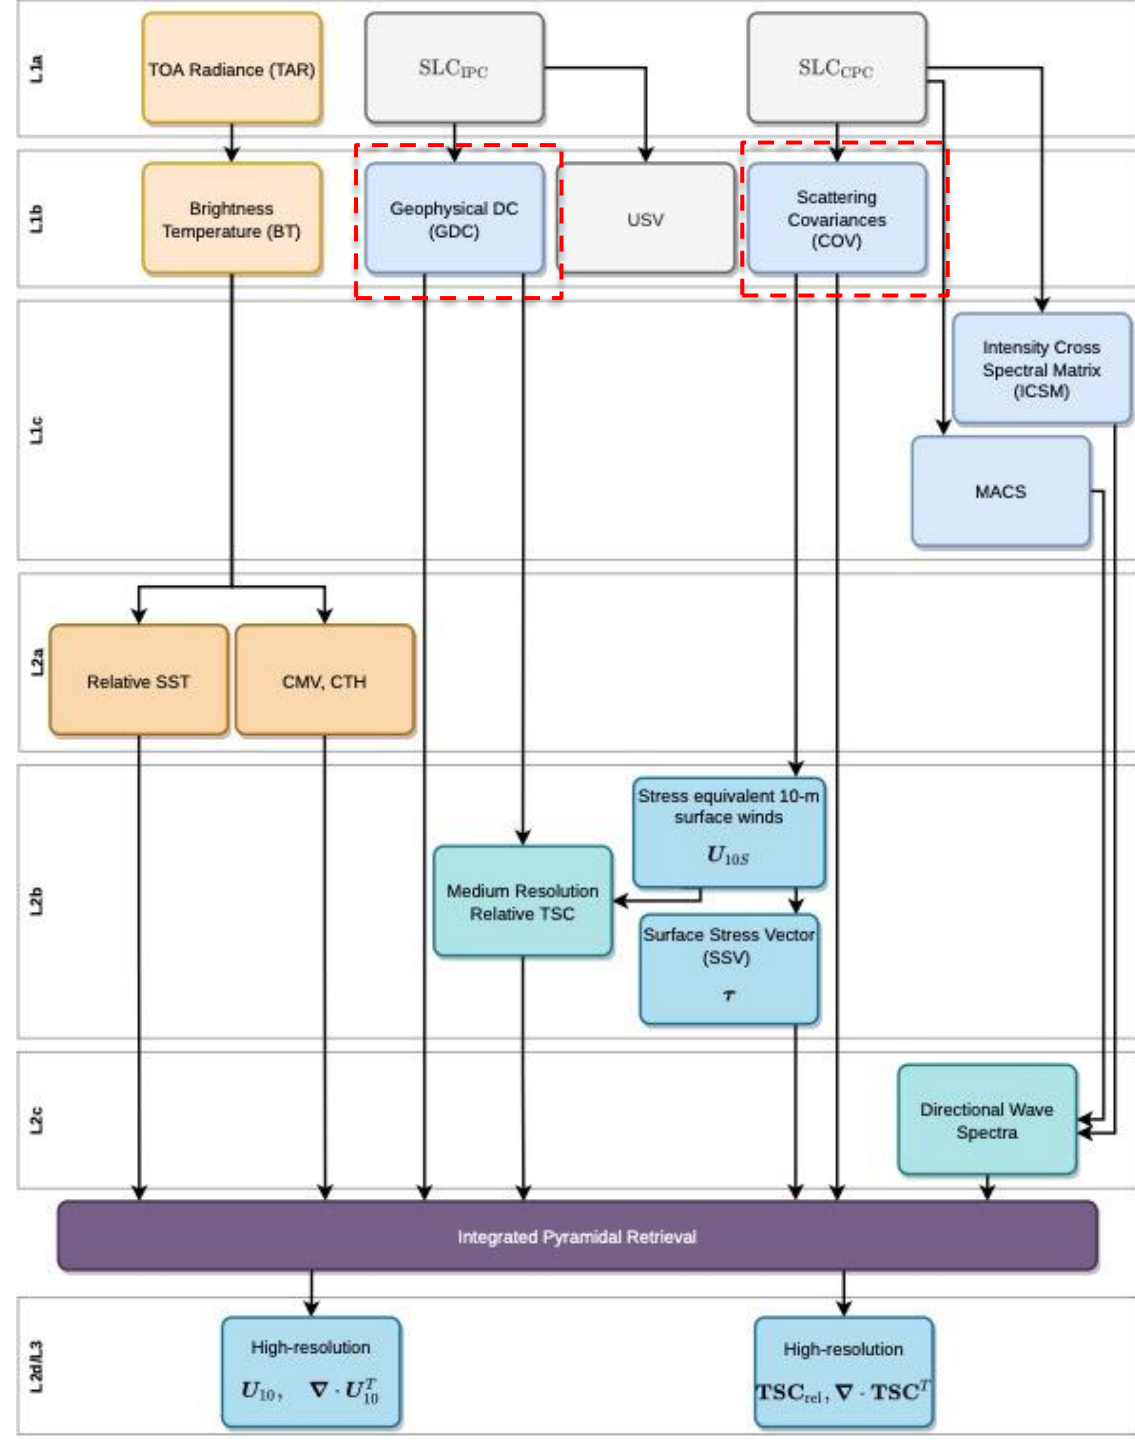 L1a
TOA Radiance (TAR)
SLC_IPC
SLC_CPC
L1b
Brightness
Temperature (BT)
Geophysical DC
(GDC)
USV
Scattering
Covariances
(COV)
L1c
Intensity Cross
Spectral Matrix
(ICSM)
MACS
L2a
Relative SST
CMV, CTH
L2b
Stress equivalent 10-m
surface winds
U_10S
Medium Resolution
Relative TSC
Surface Stress Vector
(SSV)
τ
L2c
Directional Wave
Spectra
Integrated Pyramidal Retrieval
L2d/L3
High-resolution
U_10, ∇ · U_10^T
High-resolution
TSC_rel, ∇ · TSC^T